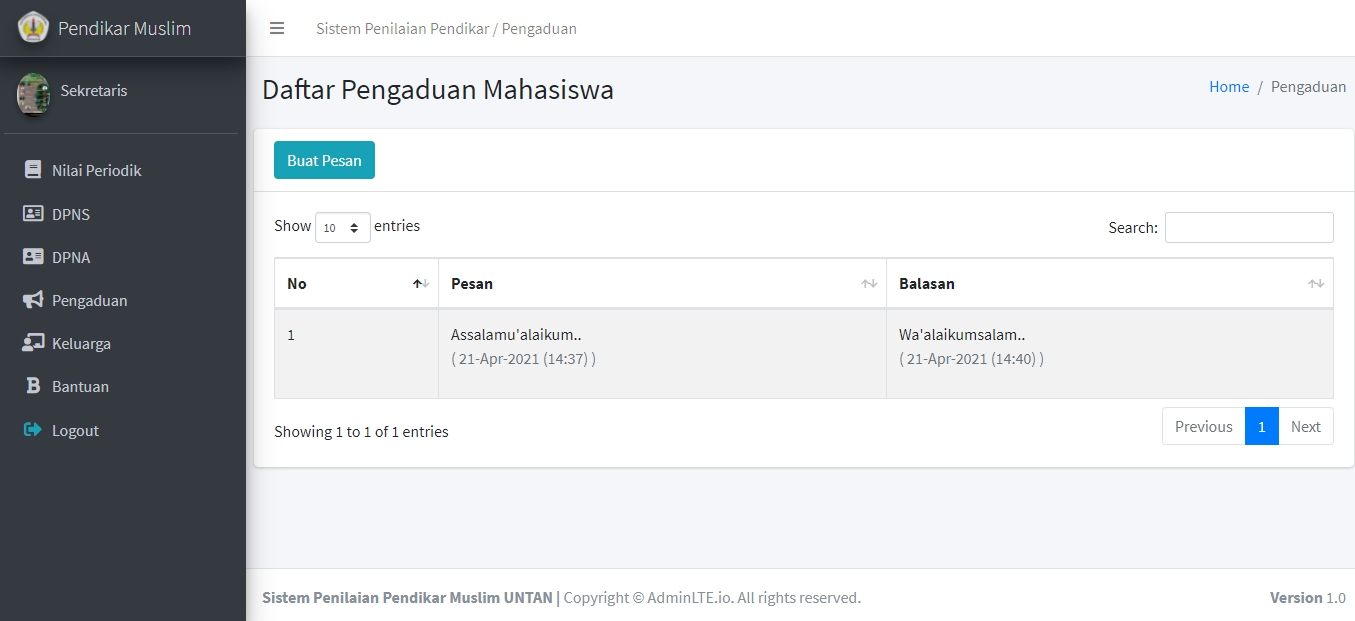 Pendikar Muslim
Sistem Penilaian Pendikar / Pengaduan
Sekretaris
Daftar Pengaduan Mahasiswa
Home / Pengaduan
Nilai Periodik
DPNS
DPNA
Pengaduan
Keluarga
Bantuan
Logout
Buat Pesan
Show 10 entries
Search:
No Pesan Balasan
1 Assalamu'alaikum.. Wa'alaikumsalam..
( 21-Apr-2021 (14:37) ) ( 21-Apr-2021 (14:40) )
Showing 1 to 1 of 1 entries
Previous 1 Next
Sistem Penilaian Pendikar Muslim UNTAN | Copyright © AdminLTE.io. All rights reserved.
Version 1.0